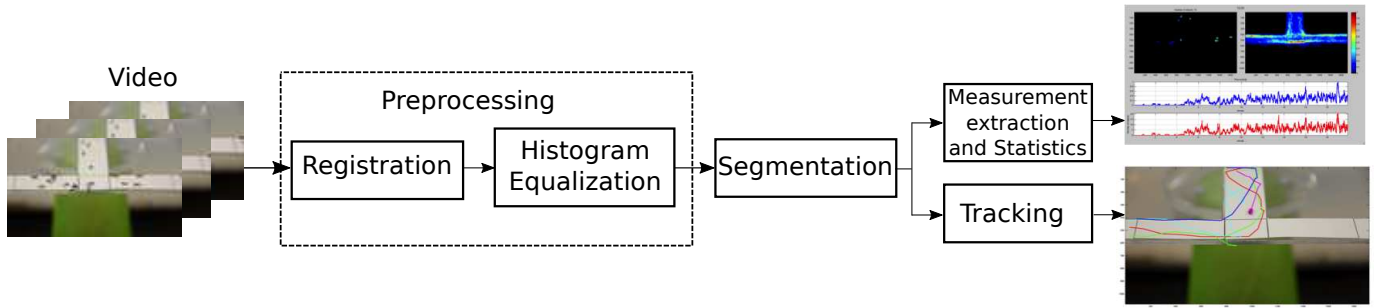 Video
Preprocessing
Registration
Histogram
Equalization
Segmentation
Measurement
extraction
and Statistics
Tracking